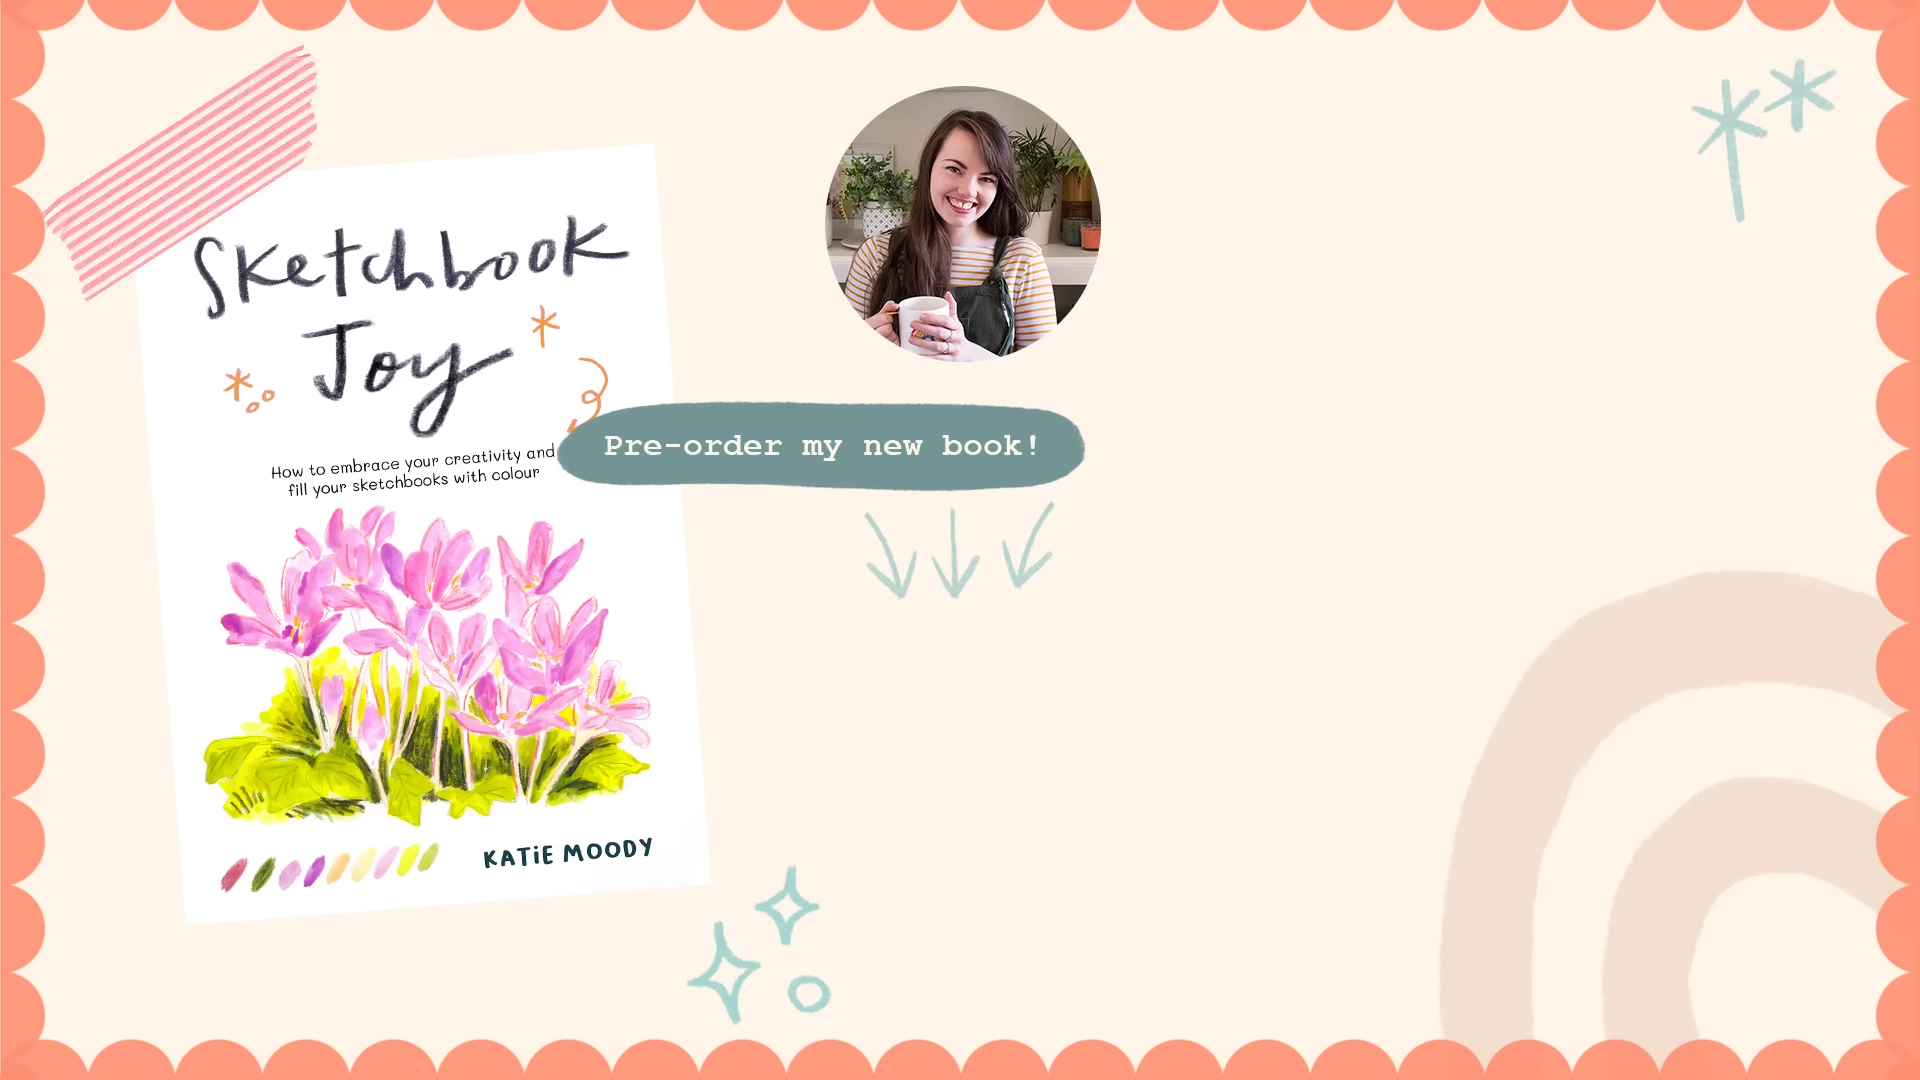 Sketchbook
Joy
How to embrace your creativity and
fill your sketchbooks with colour
KATiE MOODY
Pre-order my new book!